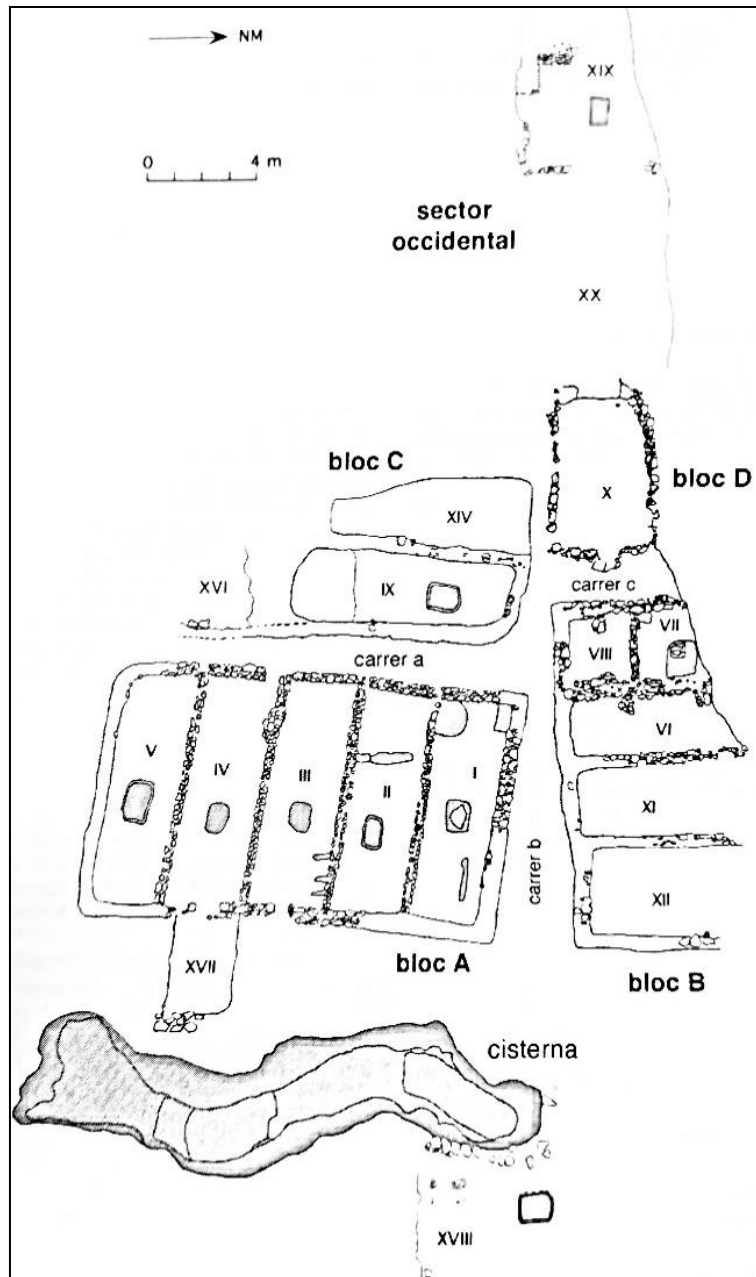 NM
XIX
0 4 m
sector
occidental
XX
bloc C
bloc D
X
XIV
XVI
IX
carrer c
VII
VIII
carrer a
VI
V
IV
III
II
I
XI
carrer b
XII
XVII
bloc A
bloc B
cisterna
XVIII